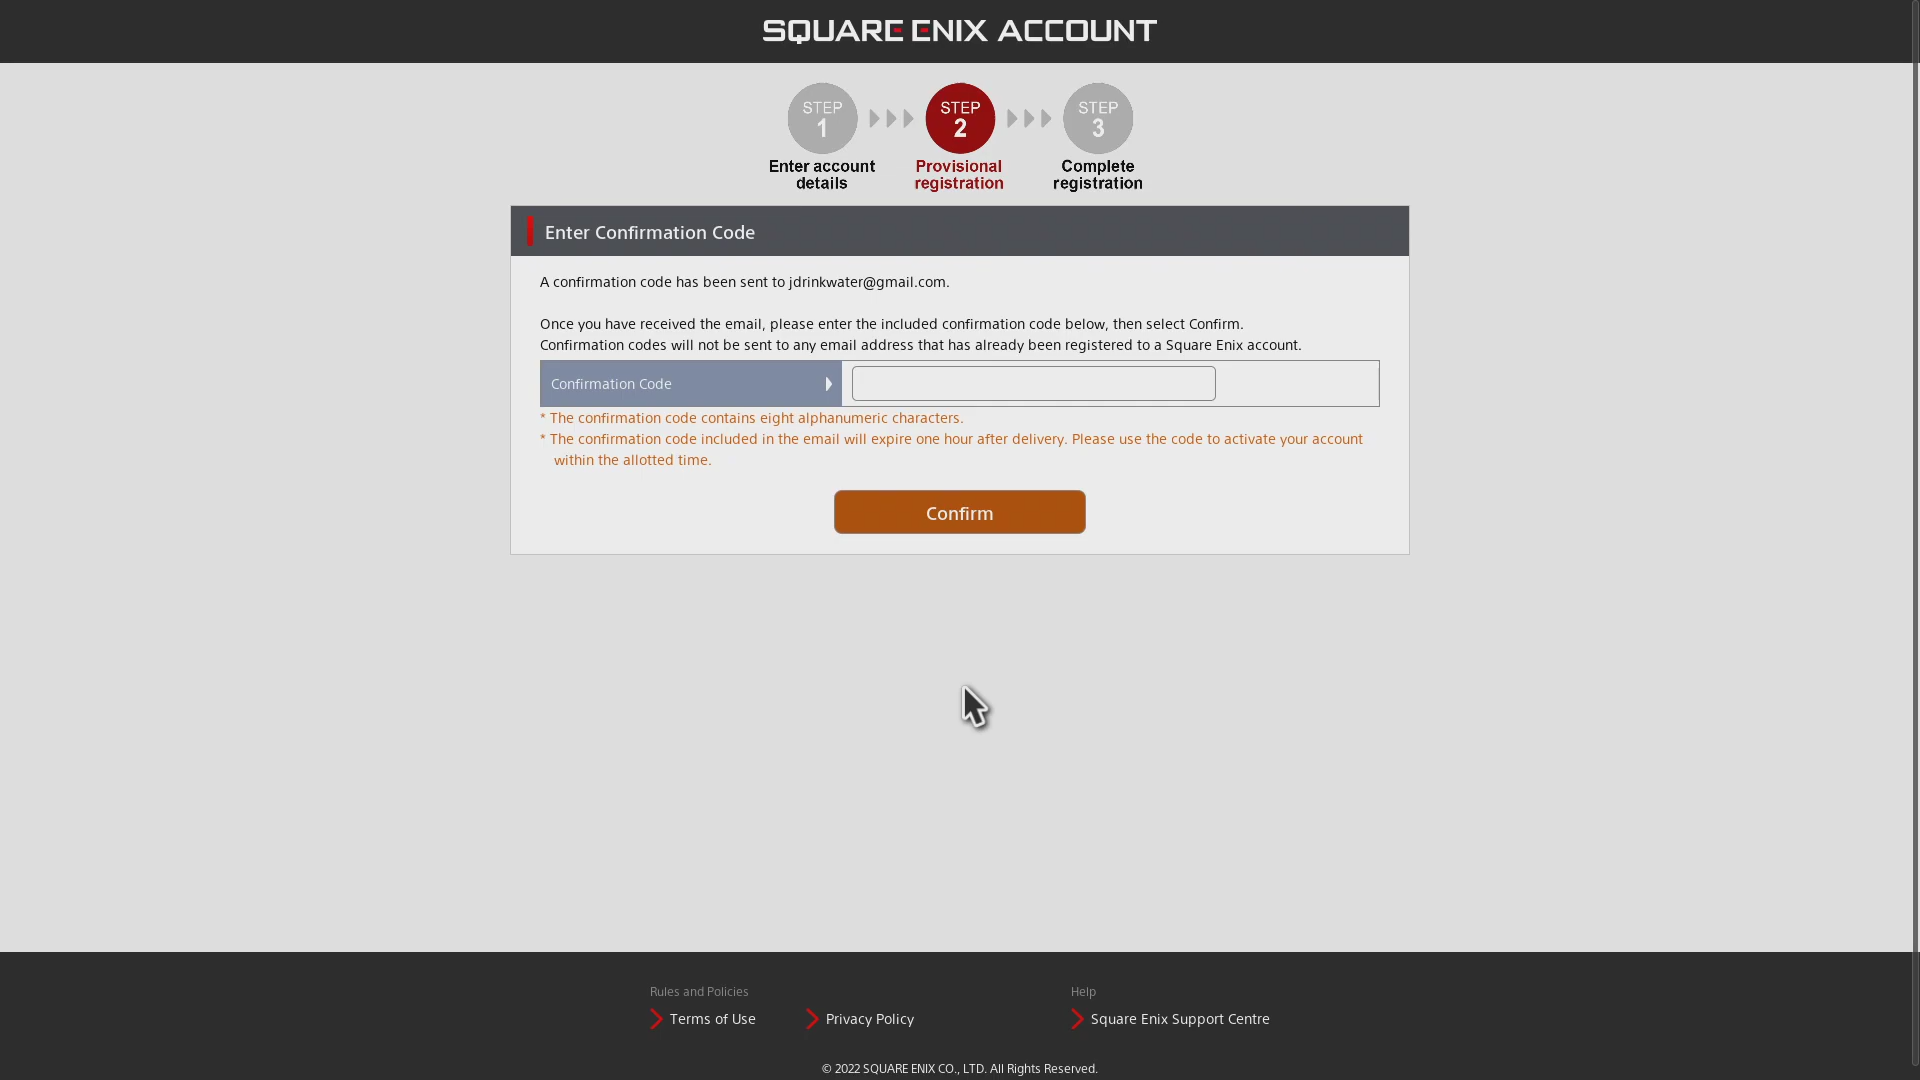 SQUARE ENIX ACCOUNT
STEP 1
STEP 2
STEP 3
Enter account details
Provisional registration
Complete registration
Enter Confirmation Code
A confirmation code has been sent to jdrinkwater@gmail.com.
Once you have received the email, please enter the included confirmation code below, then select Confirm.
Confirmation codes will not be sent to any email address that has already been registered to a Square Enix account.
Confirmation Code
* The confirmation code contains eight alphanumeric characters.
* The confirmation code included in the email will expire one hour after delivery. Please use the code to activate your account
within the allotted time.
Confirm
Rules and Policies
Help
Terms of Use
Privacy Policy
Square Enix Support Centre
© 2022 SQUARE ENIX CO., LTD. All Rights Reserved.